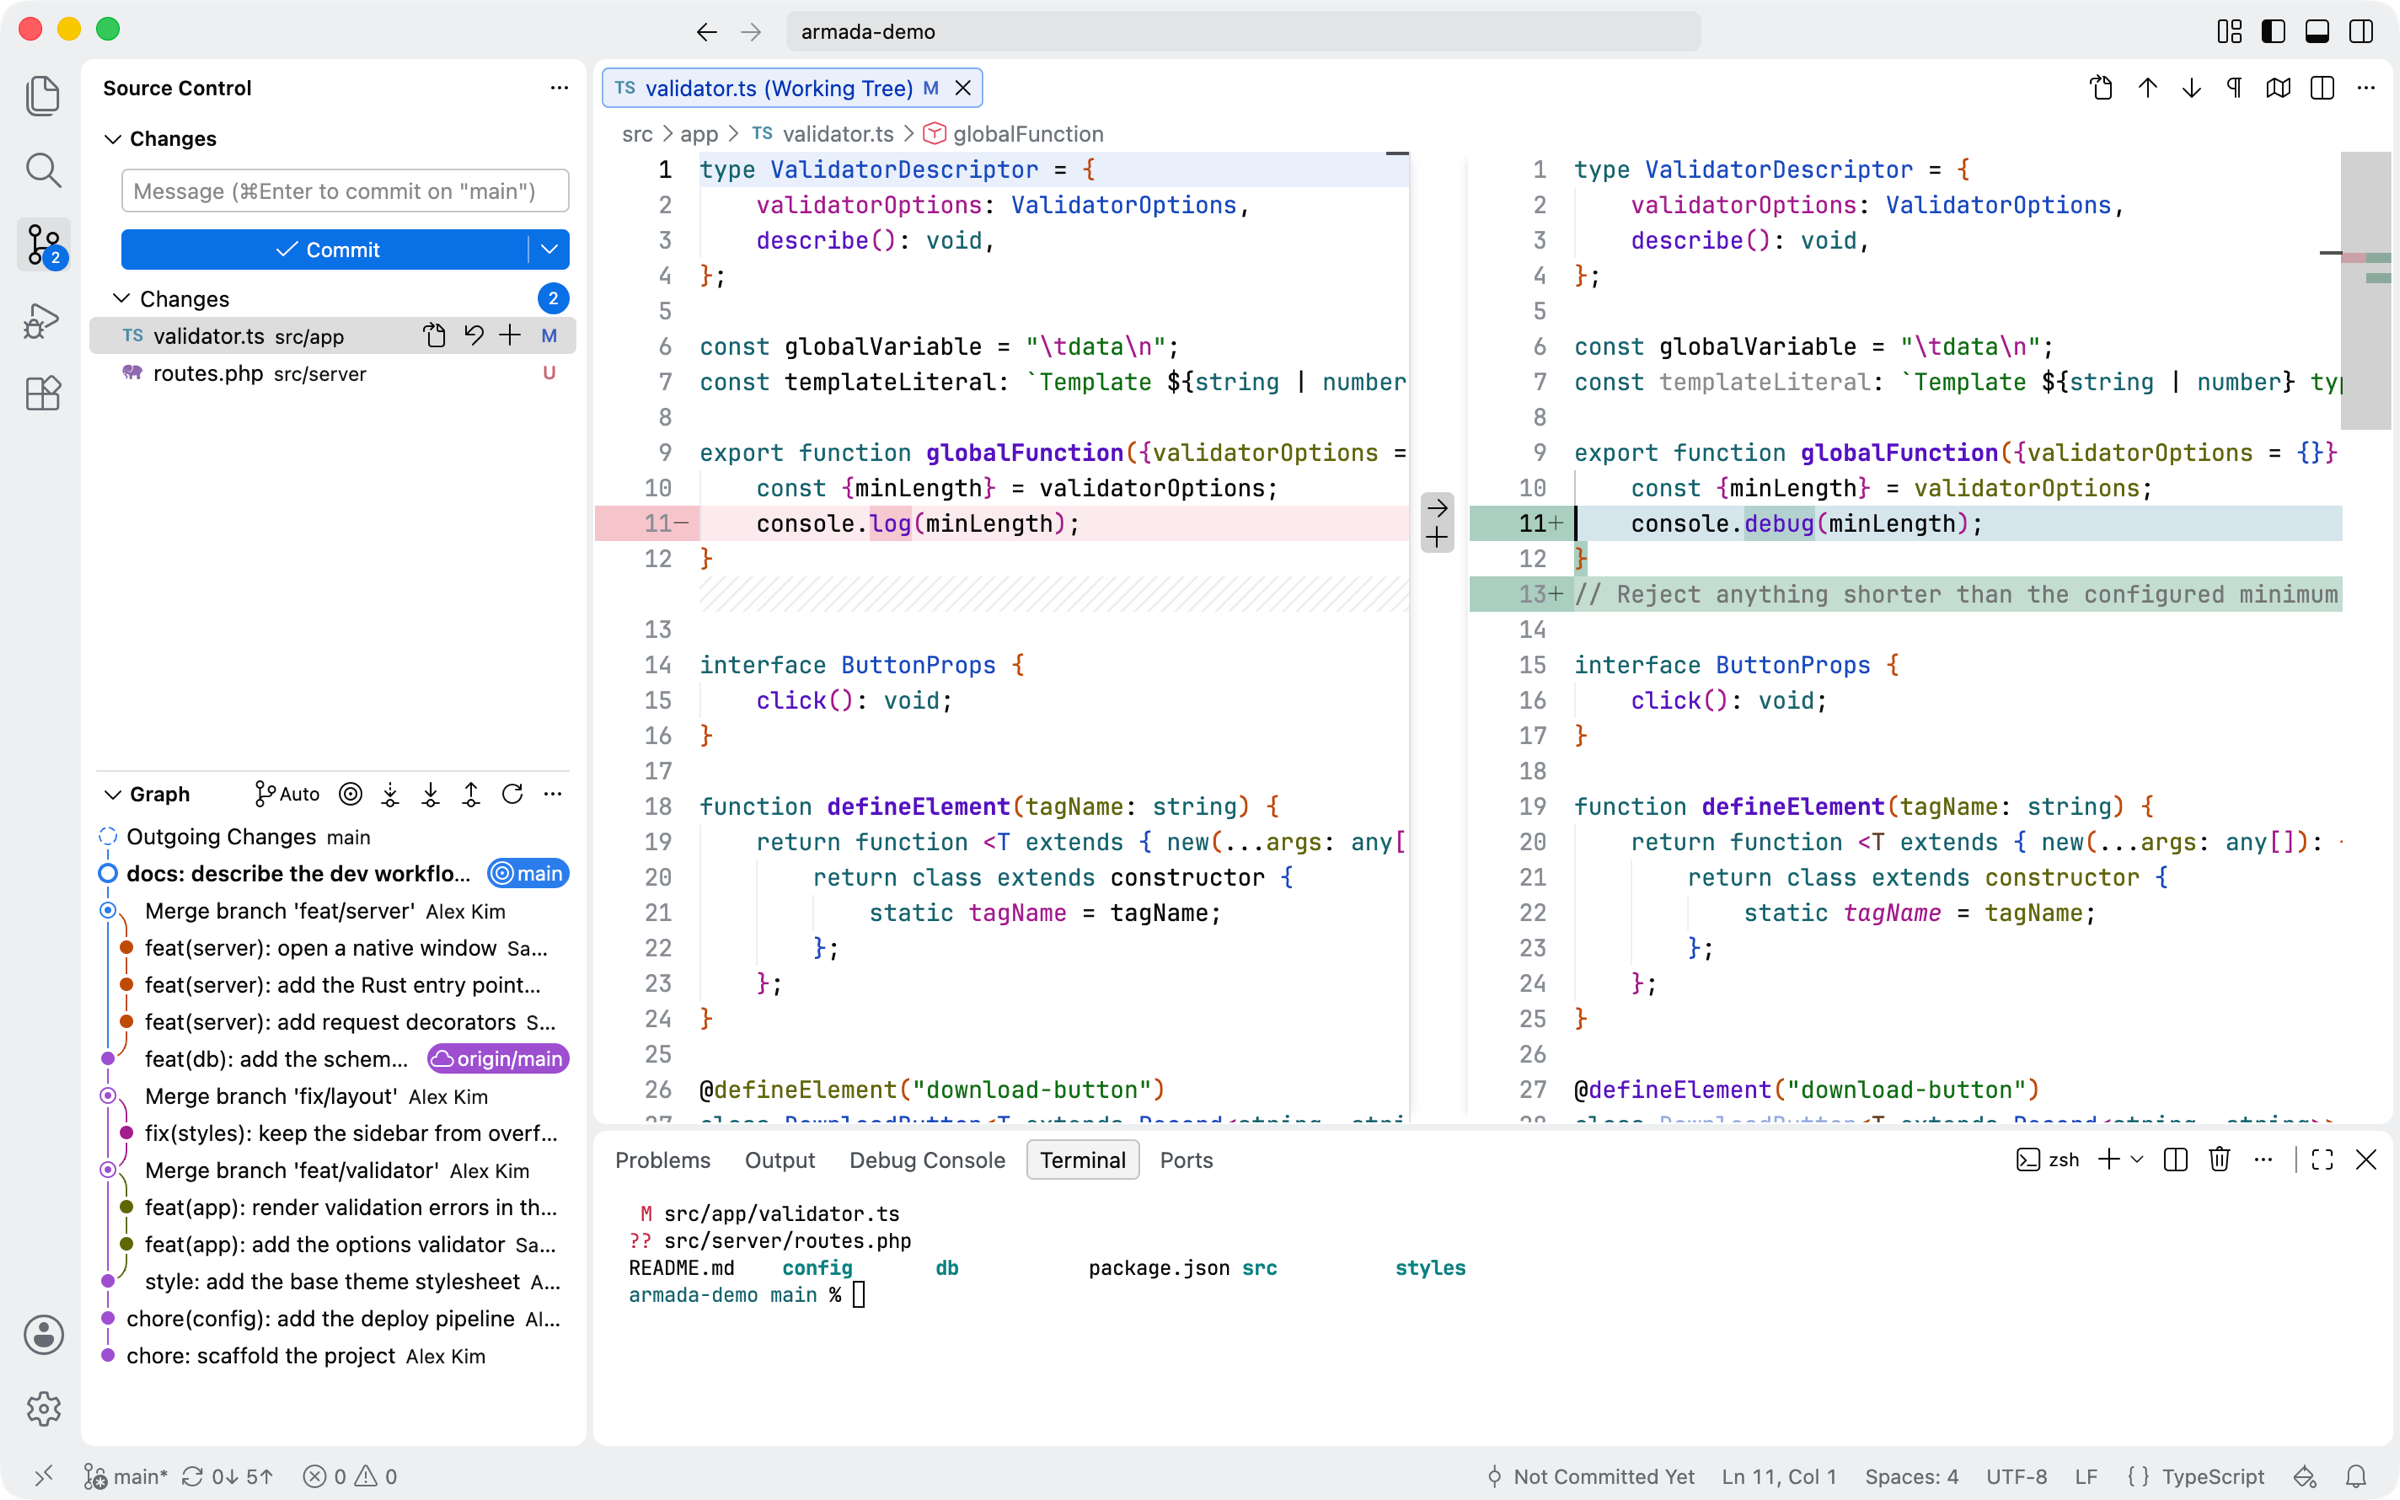 armada-demo
Source Control
Changes
Message (⌘Enter to commit on "main")
Commit
Changes 2
TS validator.ts src/app M
routes.php src/server U
2
Graph Auto
Outgoing Changes main
docs: describe the dev workflo... main
Merge branch 'feat/server' Alex Kim
feat(server): open a native window Sa...
feat(server): add the Rust entry point...
feat(server): add request decorators S...
feat(db): add the schem... origin/main
Merge branch 'fix/layout' Alex Kim
fix(styles): keep the sidebar from overf...
Merge branch 'feat/validator' Alex Kim
feat(app): render validation errors in th...
feat(app): add the options validator Sa...
style: add the base theme stylesheet A...
chore(config): add the deploy pipeline Al...
chore: scaffold the project Alex Kim
TS validator.ts (Working Tree) M
src > app > TS validator.ts > globalFunction
1 type ValidatorDescriptor = {
2 validatorOptions: ValidatorOptions,
3 describe(): void,
4 };
5
6 const globalVariable = "\tdata\n";
7 const templateLiteral: `Template ${string | number
8
9 export function globalFunction({validatorOptions =
10 const {minLength} = validatorOptions;
11− console.log(minLength);
12 }
13
14 interface ButtonProps {
15 click(): void;
16 }
17
18 function defineElement(tagName: string) {
19 return function <T extends { new(...args: any[
20 return class extends constructor {
21 static tagName = tagName;
22 };
23 };
24 }
25
26 @defineElement("download-button")
27 class DownloadButton<T extends Record<string, stri
1 type ValidatorDescriptor = {
2 validatorOptions: ValidatorOptions,
3 describe(): void,
4 };
5
6 const globalVariable = "\tdata\n";
7 const templateLiteral: `Template ${string | number} typ
8
9 export function globalFunction({validatorOptions = {}}
10 const {minLength} = validatorOptions;
11+ console.debug(minLength);
12 }
13+ // Reject anything shorter than the configured minimum
14
15 interface ButtonProps {
16 click(): void;
17 }
18
19 function defineElement(tagName: string) {
20 return function <T extends { new(...args: any[]):
21 return class extends constructor {
22 static tagName = tagName;
23 };
24 };
25 }
26
27 @defineElement("download-button")
28 class DownloadButton<T extends Record<string, string>>
Problems Output Debug Console Terminal Ports zsh
M src/app/validator.ts
?? src/server/routes.php
README.md config db package.json src styles
armada-demo main %
main* 0↓ 5↑ 0 0 Not Committed Yet Ln 11, Col 1 Spaces: 4 UTF-8 LF { } TypeScript